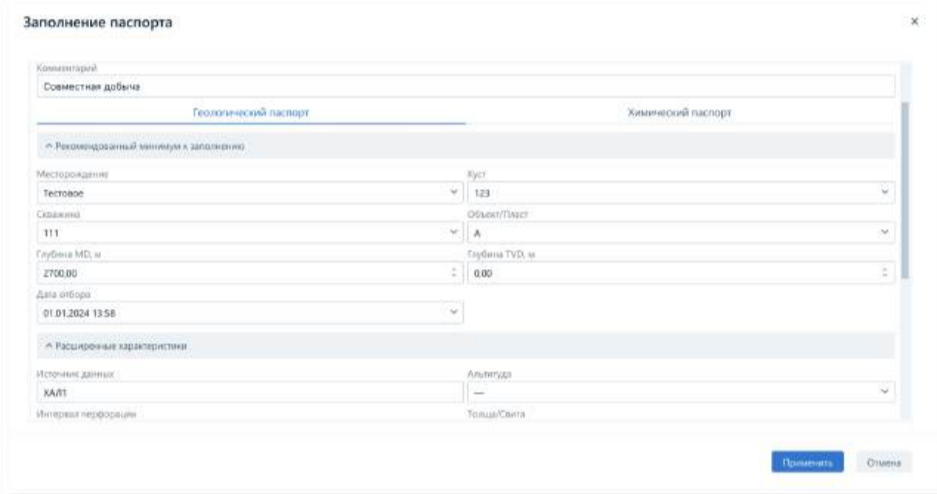 Заполнение паспорта
Комментарий
Совместная добыча
Геологический паспорт Химический паспорт
Рекомендованный минимум к заполнению
Месторождение Куст
Тестовое 123
Скважина Объект/Пласт
111 А
Глубина MD, м Глубина TVD, м
2700,00 0,00
Дата отбора
01.01.2024 13:58
Расширенные характеристики
Источник данных Альтитуда
ХАЛ1 —
Интервал перфорации Толща/Свита
Применить Отмена